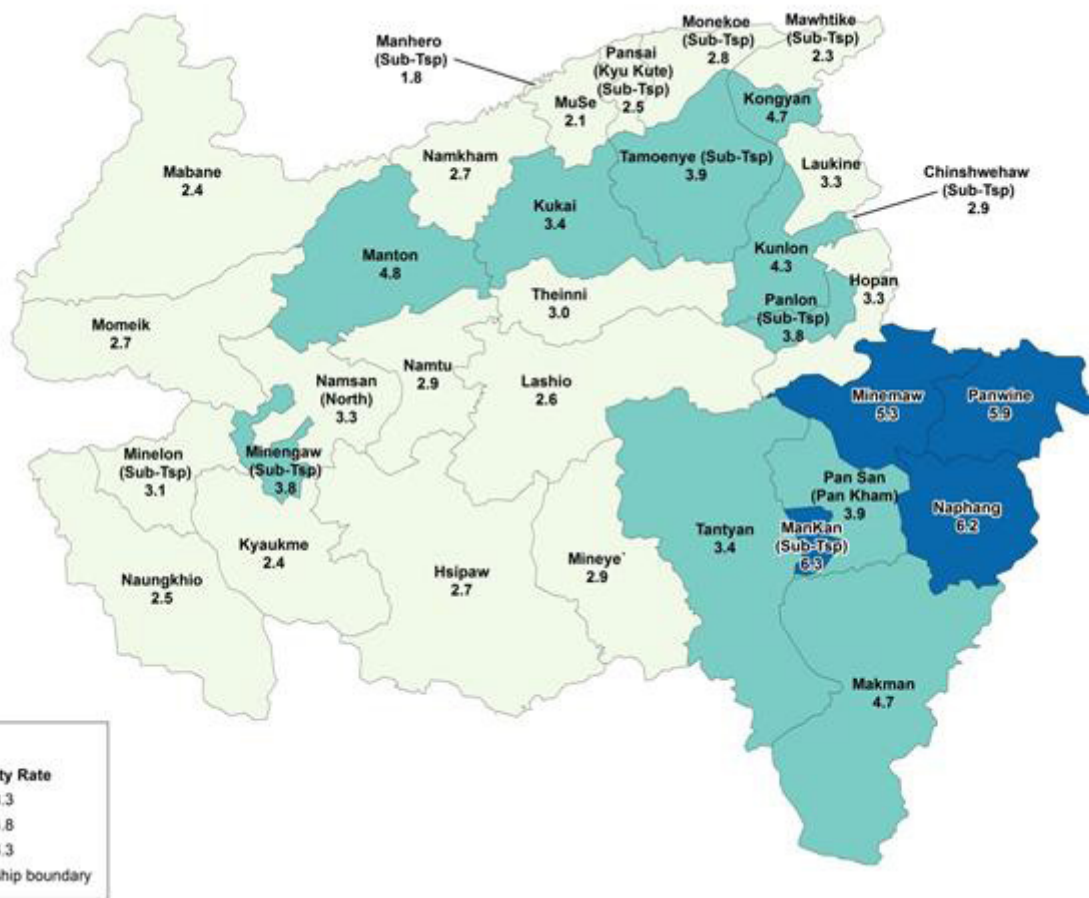 Monekoe
(Sub-Tsp)
2.8
Mawhtike
(Sub-Tsp)
2.3
Manhero
(Sub-Tsp)
1.8
Pansai
(Kyu Kute)
(Sub-Tsp)
2.5
MuSe
2.1
Kongyan
4.7
Namkham
2.7
Tamoenye (Sub-Tsp)
3.9
Laukine
3.3
Chinshwehaw
(Sub-Tsp)
2.9
Mabane
2.4
Kukai
3.4
Manton
4.8
Kunlon
4.3
Hopan
3.3
Theinni
3.0
Panlon
(Sub-Tsp)
3.8
Momeik
2.7
Namtu
2.9
Namsan
(North)
3.3
Lashio
2.6
Minemaw
5.3
Panwine
5.9
Minelon
(Sub-Tsp)
3.1
Minengaw
(Sub-Tsp)
3.8
Pan San
(Pan Kham)
3.9
Naphang
6.2
Tantyan
3.4
ManKan
(Sub-Tsp)
6.3
Kyaukme
2.4
Mineye`
2.9
Hsipaw
2.7
Naungkhio
2.5
Makman
4.7
Rate
boundary